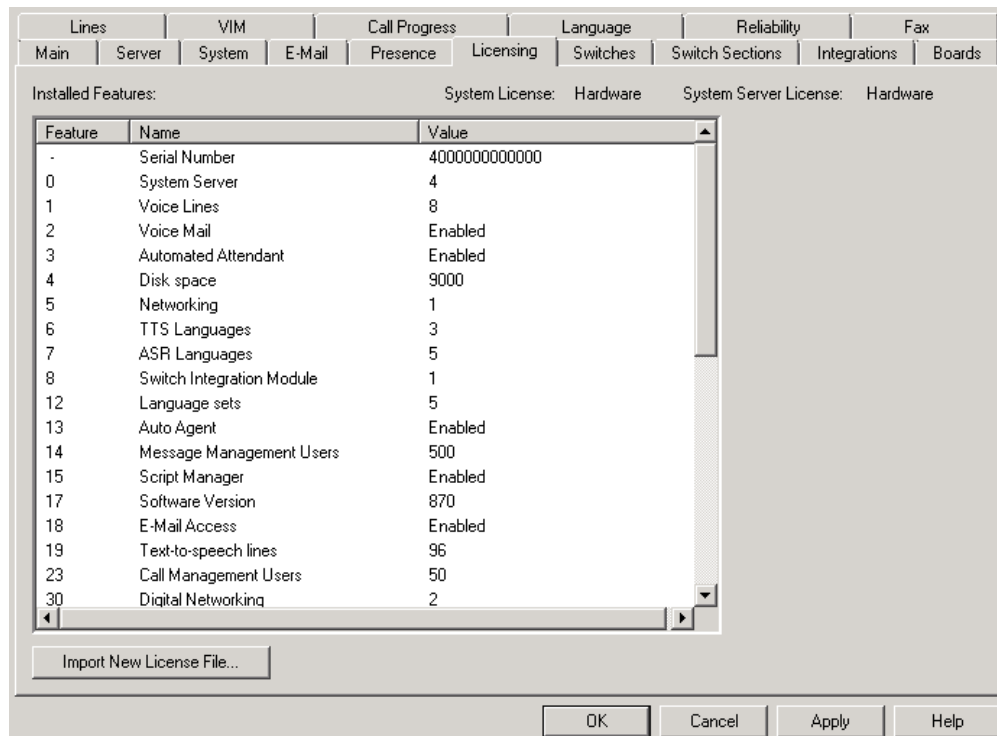 Lines VIM Call Progress Language Reliability Fax
Main Server System E-Mail Presence Licensing Switches Switch Sections Integrations Boards
Installed Features: System License: Hardware System Server License: Hardware
Feature Name Value
- Serial Number 4000000000000
0 System Server 4
1 Voice Lines 8
2 Voice Mail Enabled
3 Automated Attendant Enabled
4 Disk space 9000
5 Networking 1
6 TTS Languages 3
7 ASR Languages 5
8 Switch Integration Module 1
12 Language sets 5
13 Auto Agent Enabled
14 Message Management Users 500
15 Script Manager Enabled
17 Software Version 870
18 E-Mail Access Enabled
19 Text-to-speech lines 96
23 Call Management Users 50
30 Digital Networking 2
Import New License File...
OK Cancel Apply Help